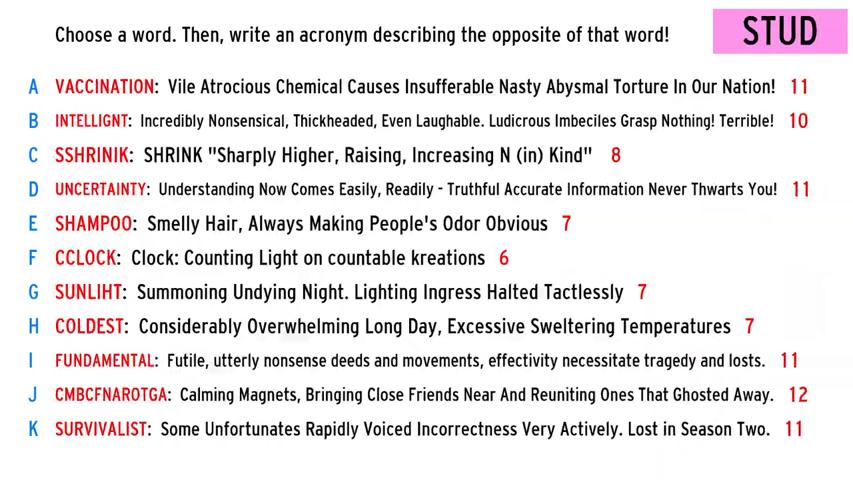 Choose a word. Then, write an acronym describing the opposite of that word!
STUD
A VACCINATION: Vile Atrocious Chemical Causes Insufferable Nasty Abysmal Torture In Our Nation! 11
B INTELLIGNT: Incredibly Nonsensical, Thickheaded, Even Laughable. Ludicrous Imbeciles Grasp Nothing! Terrible! 10
C SSHRINIK: SHRINK "Sharply Higher, Raising, Increasing N (in) Kind" 8
D UNCERTAINTY: Understanding Now Comes Easily, Readily - Truthful Accurate Information Never Thwarts You! 11
E SHAMPOO: Smelly Hair, Always Making People's Odor Obvious 7
F CCLOCK: Clock: Counting Light on countable kreations 6
G SUNLIHT: Summoning Undying Night. Lighting Ingress Halted Tactlessly 7
H COLDEST: Considerably Overwhelming Long Day, Excessive Sweltering Temperatures 7
I FUNDAMENTAL: Futile, utterly nonsense deeds and movements, effectivity necessitate tragedy and losts. 11
J CMBCFNAROTGA: Calming Magnets, Bringing Close Friends Near And Reuniting Ones That Ghosted Away. 12
K SURVIVALIST: Some Unfortunates Rapidly Voiced Incorrectness Very Actively. Lost in Season Two. 11